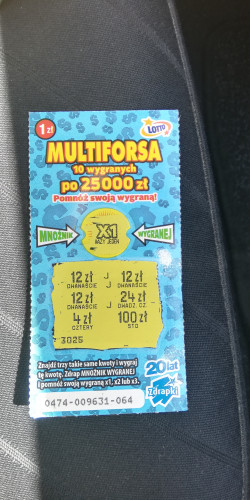 1 zł
LOTTO
MULTIFORSA
10 wygranych
po 25000 zł
Pomnóż swoją wygraną!
MNOŻNIK
X1
RAZY JEDEN
WYGRANEJ
12 zł J 12 zł
DWANAŚCIE J DWANAŚCIE
12 zł J 24 zł
DWANAŚCIE J DWADZ.CZ.
4 zł 100 zł
CZTERY STO
3025
Znajdź trzy takie same kwoty i wygraj
tę kwotę. Zdrap MNOŻNIK WYGRANEJ
i pomnóż swoją wygraną x1, x2 lub x3.
20 lat
Zdrapki
0474-009631-064